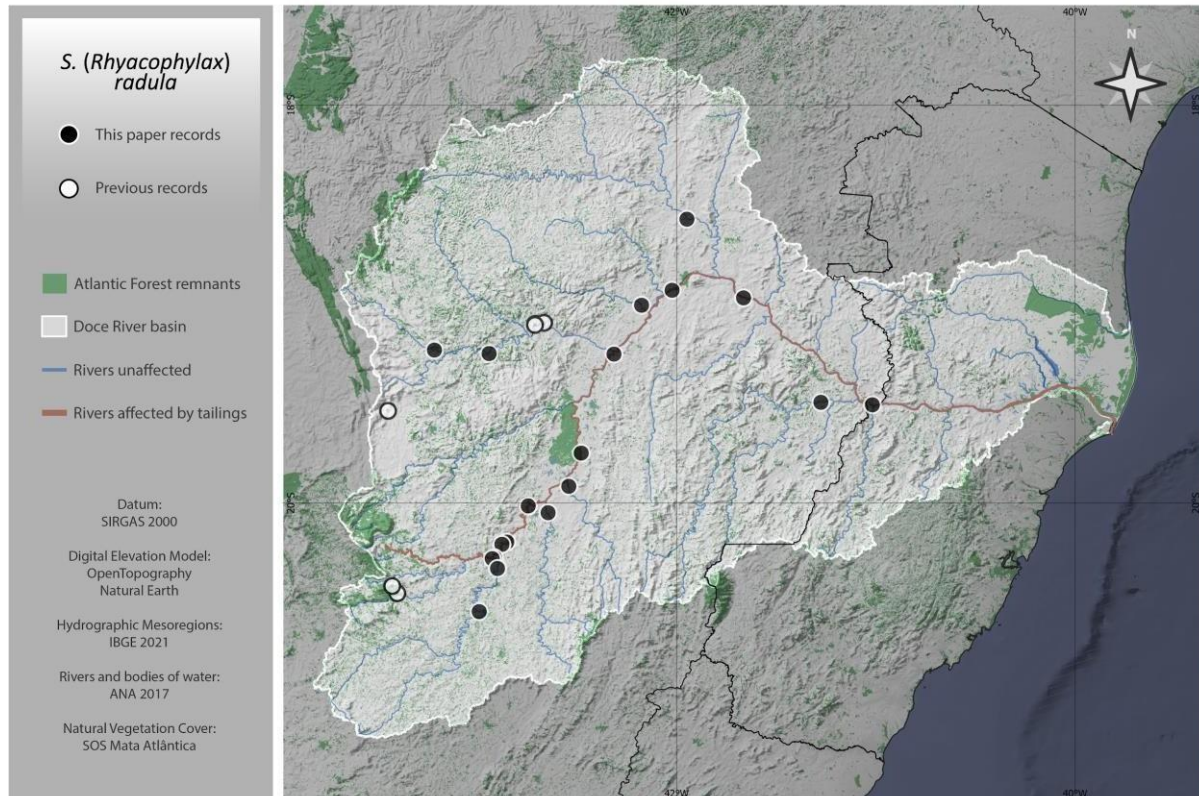 S. (Rhyacophylax)
radula
This paper records
Previous records
Atlantic Forest remnants
Doce River basin
Rivers unaffected
Rivers affected by tailings
Datum:
SIRGAS 2000
Digital Elevation Model:
OpenTopography
Natural Earth
Hydrographic Mesoregions:
IBGE 2021
Rivers and bodies of water:
ANA 2017
Natural Vegetation Cover:
SOS Mata Atlântica
42°W
40°W
N
20°S
20°S
42°W
40°W